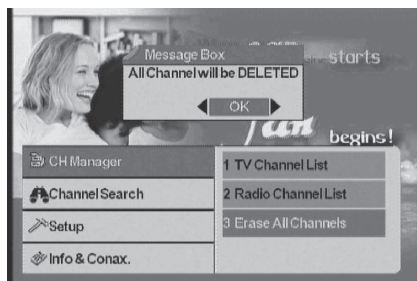 Message Box
starts
All Channel will be DELETED
OK
fun
begins!
CH Manager
1 TV Channel List
Channel Search
2 Radio Channel List
Setup
3 Erase All Channels
Info & Conax.